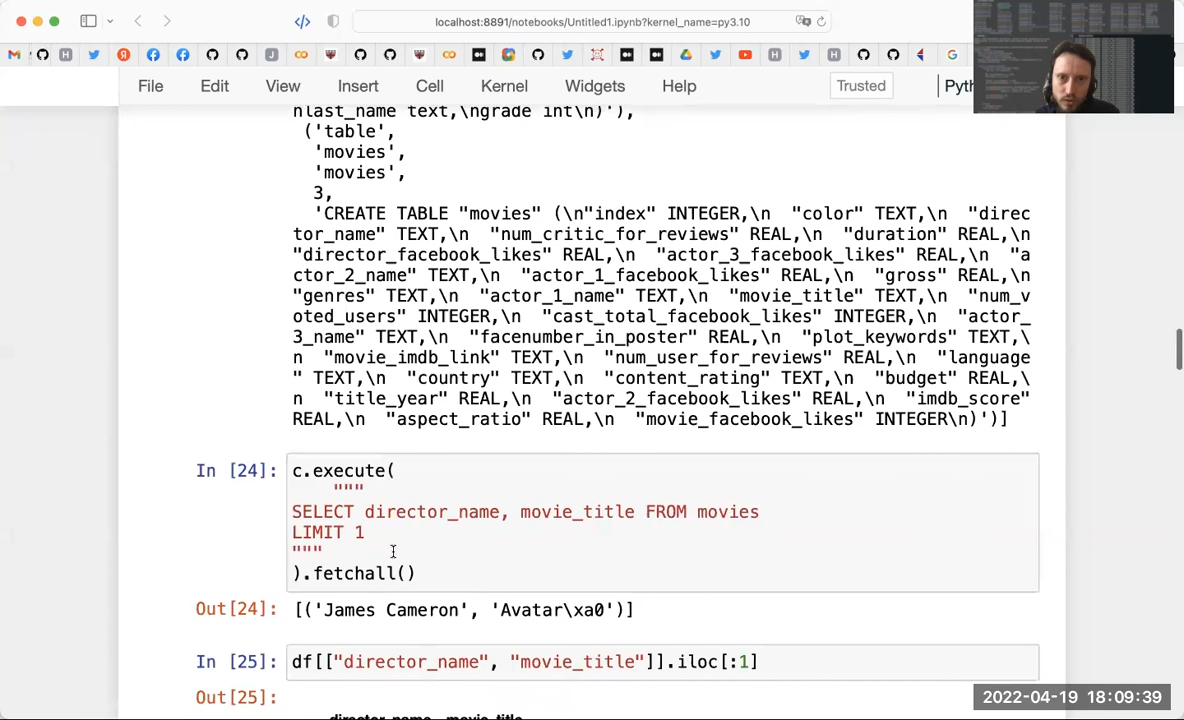 localhost:8891/notebooks/Untitled1.ipynb?kernel_name=py3.10
File Edit View Insert Cell Kernel Widgets Help Trusted Pyth
nlast_name text,\ngrade int\n)'),
('table',
'movies',
'movies',
3,
'CREATE TABLE "movies" (\n"index" INTEGER,\n  "color" TEXT,\n  "direc
tor_name" TEXT,\n  "num_critic_for_reviews" REAL,\n  "duration" REAL,\n
"director_facebook_likes" REAL,\n  "actor_3_facebook_likes" REAL,\n  "a
ctor_2_name" TEXT,\n  "actor_1_facebook_likes" REAL,\n  "gross" REAL,\n
"genres" TEXT,\n  "actor_1_name" TEXT,\n  "movie_title" TEXT,\n  "num_v
oted_users" INTEGER,\n  "cast_total_facebook_likes" INTEGER,\n  "actor_
3_name" TEXT,\n  "facenumber_in_poster" REAL,\n  "plot_keywords" TEXT,\
n  "movie_imdb_link" TEXT,\n  "num_user_for_reviews" REAL,\n  "language
" TEXT,\n  "country" TEXT,\n  "content_rating" TEXT,\n  "budget" REAL,\
n  "title_year" REAL,\n  "actor_2_facebook_likes" REAL,\n  "imdb_score"
REAL,\n  "aspect_ratio" REAL,\n  "movie_facebook_likes" INTEGER\n)')]
In [24]: c.execute(
"""
SELECT director_name, movie_title FROM movies
LIMIT 1
"""
).fetchall()
Out[24]: [('James Cameron', 'Avatar\xa0')]
In [25]: df[["director_name", "movie_title"]].iloc[:1]
Out[25]:
director_name movie_title
2022-04-19 18:09:39